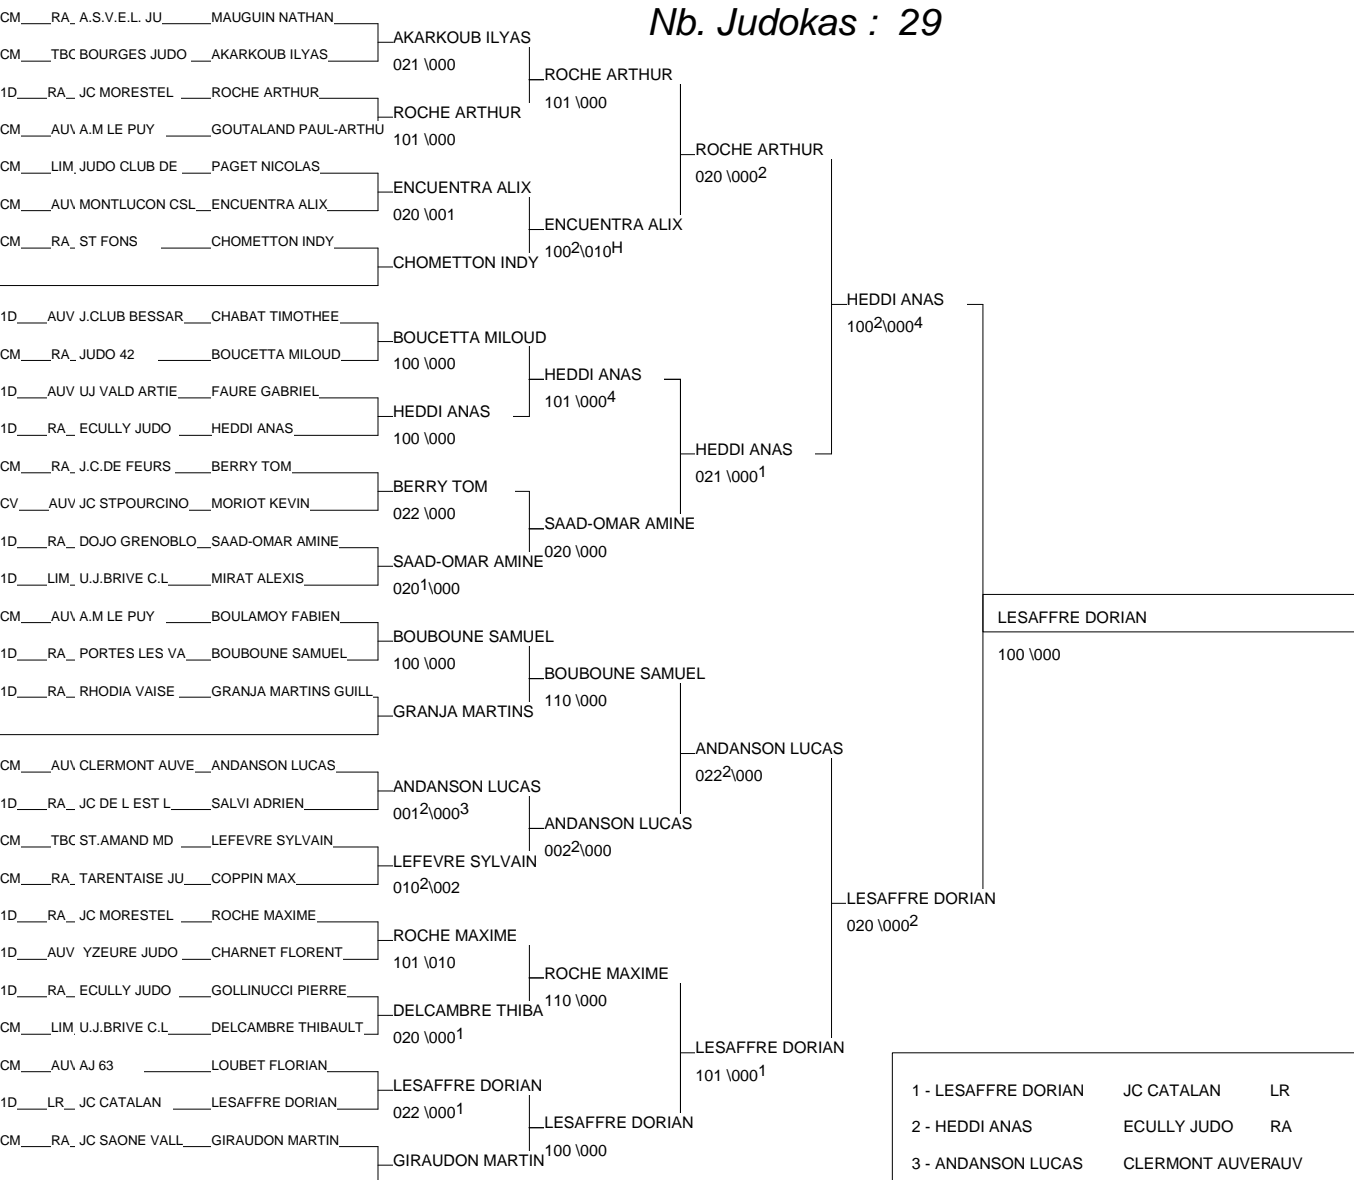 Nb. Judokas : 29
CM RA A.S.V.E.L. JU MAUGUIN NATHAN
CM TBC BOURGES JUDO AKARKOUB ILYAS
1D RA JC MORESTEL ROCHE ARTHUR
CM AUV A.M LE PUY GOUTALAND PAUL-ARTHU
CM LIM JUDO CLUB DE PAGET NICOLAS
CM AUV MONTLUCON CSL ENCUENTRA ALIX
CM RA ST FONS CHOMETTON INDY
1D AUV J.CLUB BESSAR CHABAT TIMOTHEE
CM RA JUDO 42 BOUCETTA MILOUD
1D AUV UJ VALD ARTIE FAURE GABRIEL
1D RA ECULLY JUDO HEDDI ANAS
CM RA J.C.DE FEURS BERRY TOM
CV AUV JC STPOURCINO MORIOT KEVIN
1D RA DOJO GRENOBLO SAAD-OMAR AMINE
1D LIM U.J.BRIVE C.L MIRAT ALEXIS
CM AUV A.M LE PUY BOULAMOY FABIEN
1D RA PORTES LES VA BOUBOUNE SAMUEL
1D RA RHODIA VAISE GRANJA MARTINS GUILL
CM AUV CLERMONT AUVE ANDANSON LUCAS
1D RA JC DE L EST L SALVI ADRIEN
CM TBC ST.AMAND MD LEFEVRE SYLVAIN
CM RA TARENTAISE JU COPPIN MAX
1D RA JC MORESTEL ROCHE MAXIME
1D AUV YZEURE JUDO CHARNET FLORENT
1D RA ECULLY JUDO GOLLINUCCI PIERRE
CM LIM U.J.BRIVE C.L DELCAMBRE THIBAULT
CM AUV AJ 63 LOUBET FLORIAN
1D LR JC CATALAN LESAFFRE DORIAN
CM RA JC SAONE VALL GIRAUDON MARTIN
AKARKOUB ILYAS
021 \000
ROCHE ARTHUR
101 \000
ENCUENTRA ALIX
020 \001
CHOMETTON INDY
BOUCETTA MILOUD
100 \000
HEDDI ANAS
100 \000
BERRY TOM
022 \000
SAAD-OMAR AMINE
020¹\000
BOUBOUNE SAMUEL
100 \000
GRANJA MARTINS
ANDANSON LUCAS
001²\000³
LEFEVRE SYLVAIN
010²\002
ROCHE MAXIME
101 \010
DELCAMBRE THIBA
020 \000¹
LESAFFRE DORIAN
022 \000¹
GIRAUDON MARTIN
ROCHE ARTHUR
101 \000
ENCUENTRA ALIX
100²\010ᴴ
HEDDI ANAS
101 \000⁴
SAAD-OMAR AMINE
020 \000
BOUBOUNE SAMUEL
110 \000
ANDANSON LUCAS
002²\000
ROCHE MAXIME
110 \000
LESAFFRE DORIAN
100 \000
ROCHE ARTHUR
020 \000²
HEDDI ANAS
021 \000¹
ANDANSON LUCAS
022²\000
LESAFFRE DORIAN
101 \000¹
HEDDI ANAS
100²\000⁴
LESAFFRE DORIAN
020 \000²
LESAFFRE DORIAN
100 \000
1 - LESAFFRE DORIAN JC CATALAN LR
2 - HEDDI ANAS ECULLY JUDO RA
3 - ANDANSON LUCAS CLERMONT AUVERAUV